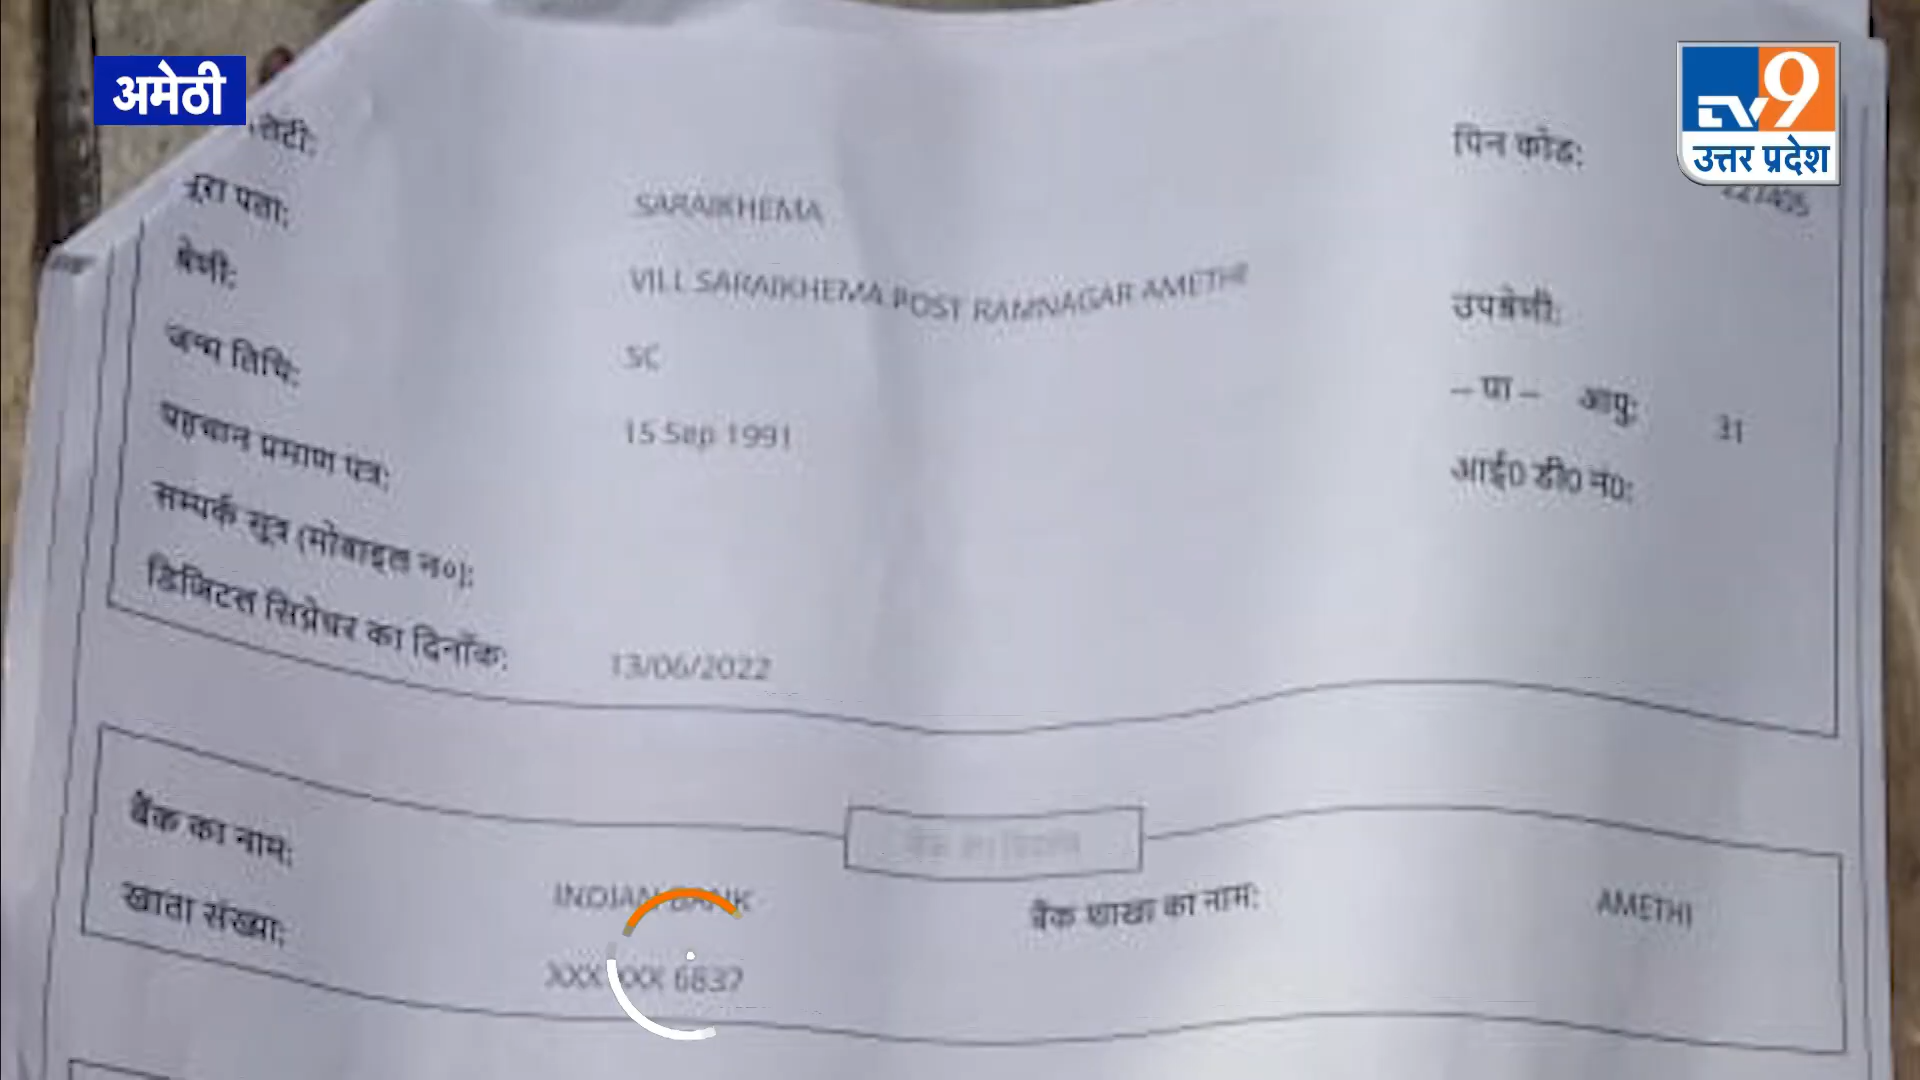 अमेठी
TV9
उत्तर प्रदेश
पिन कोड:
पूरा पता:
SARAIKHEMA
श्रेणी:
VILL SARAIKHEMA POST RAMNAGAR AMETHI
उपश्रेणी:
जन्म तिथि:
SC
– या – आयु: 31
पहचान प्रमाण पत्र:
15 Sep 1991
आई0 डी0 न0:
सम्पर्क सूत्र (मोबाइल न०):
डिजिटल सिग्नेचर का दिनाँक:
13/06/2022
बैंक का नाम:
INDIAN BANK
बैंक शाखा का नाम:
AMETHI
खाता संख्या:
6837